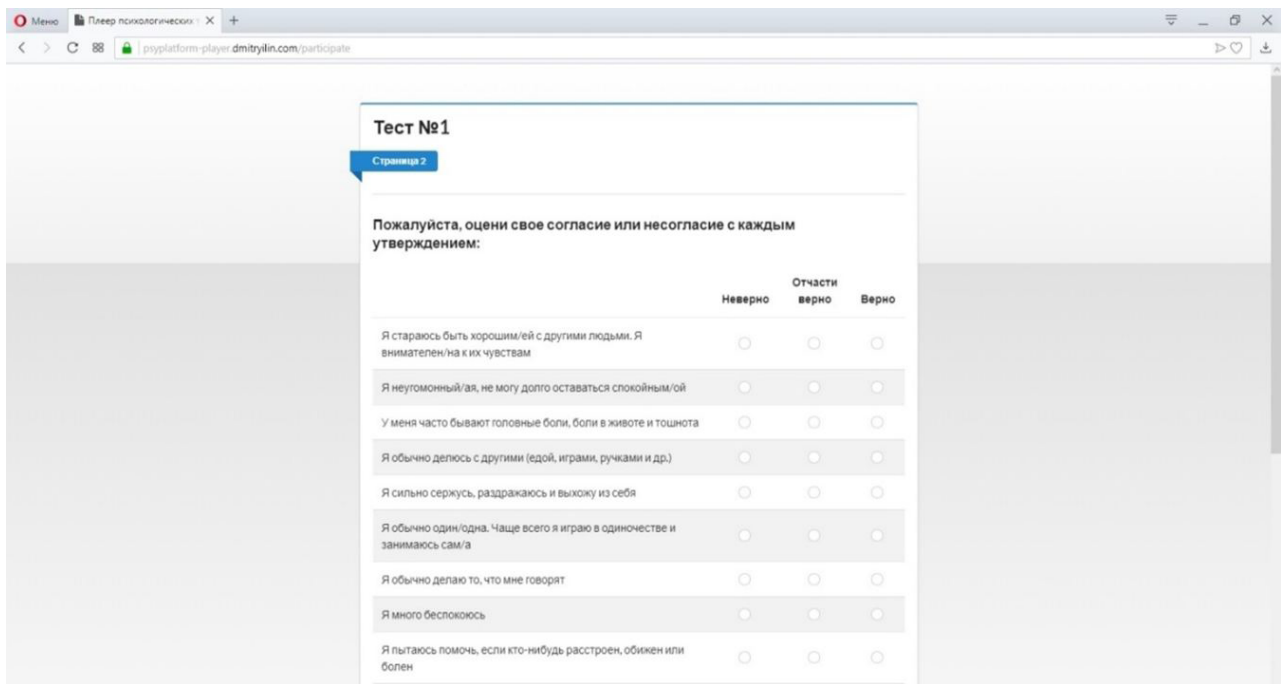 Меню
Плеер психологических т
psyplatform-player.dmitryilin.com/participate
Тест №1
Страница 2
Пожалуйста, оцени свое согласие или несогласие с каждым
утверждением:
Неверно
Отчасти
верно
Верно
Я стараюсь быть хорошим/ей с другими людьми. Я
внимателен/на к их чувствам
Я неугомонный/ая, не могу долго оставаться спокойным/ой
У меня часто бывают головные боли, боли в животе и тошнота
Я обычно делюсь с другими (едой, играми, ручками и др.)
Я сильно сержусь, раздражаюсь и выхожу из себя
Я обычно один/одна. Чаще всего я играю в одиночестве и
занимаюсь сам/а
Я обычно делаю то, что мне говорят
Я много беспокоюсь
Я пытаюсь помочь, если кто-нибудь расстроен, обижен или
болен